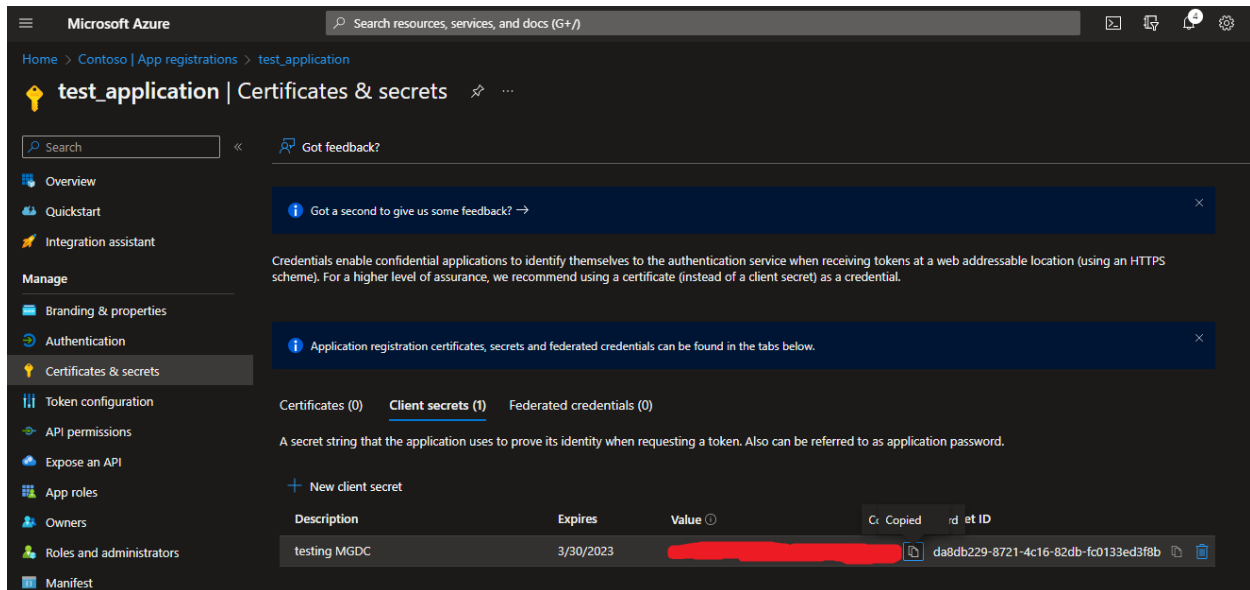 Microsoft Azure
Search resources, services, and docs (G+/)
4
Home > Contoso | App registrations > test_application
test_application | Certificates & secrets
Search
Got feedback?
Overview
Quickstart
Integration assistant
Manage
Branding & properties
Authentication
Certificates & secrets
Token configuration
API permissions
Expose an API
App roles
Owners
Roles and administrators
Manifest
Got a second to give us some feedback? →
Credentials enable confidential applications to identify themselves to the authentication service when receiving tokens at a web addressable location (using an HTTPS
scheme). For a higher level of assurance, we recommend using a certificate (instead of a client secret) as a credential.
Application registration certificates, secrets and federated credentials can be found in the tabs below.
Certificates (0) Client secrets (1) Federated credentials (0)
A secret string that the application uses to prove its identity when requesting a token. Also can be referred to as application password.
New client secret
Description Expires Value Copied ID
testing MGDC 3/30/2023 da8db229-8721-4c16-82db-fc0133ed3f8b